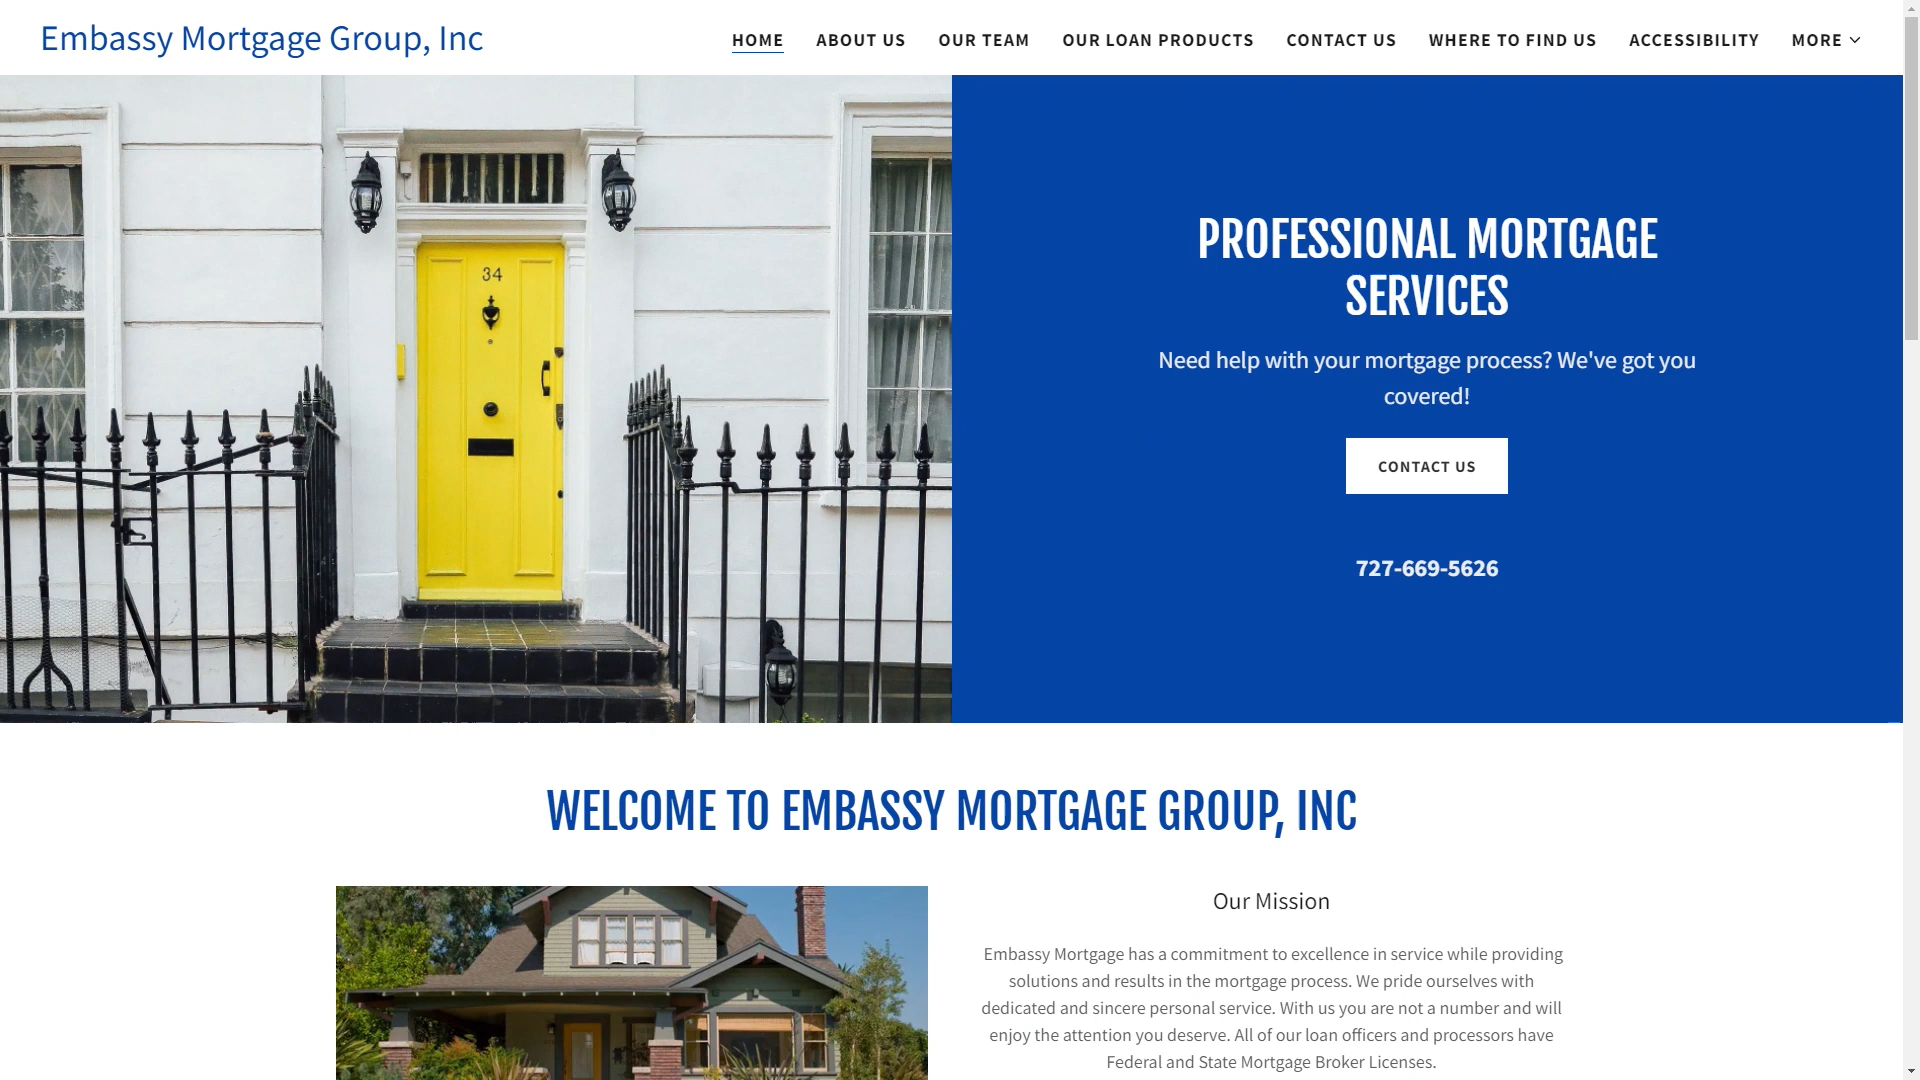 Embassy Mortgage Group, Inc
HOME ABOUT US OUR TEAM OUR LOAN PRODUCTS CONTACT US WHERE TO FIND US ACCESSIBILITY MORE
34
PROFESSIONAL MORTGAGE
SERVICES
Need help with your mortgage process? We've got you
covered!
CONTACT US
727-669-5626
WELCOME TO EMBASSY MORTGAGE GROUP, INC
Our Mission
Embassy Mortgage has a commitment to excellence in service while providing
solutions and results in the mortgage process. We pride ourselves with
dedicated and sincere personal service. With us you are not a number and will
enjoy the attention you deserve. All of our loan officers and processors have
Federal and State Mortgage Broker Licenses.